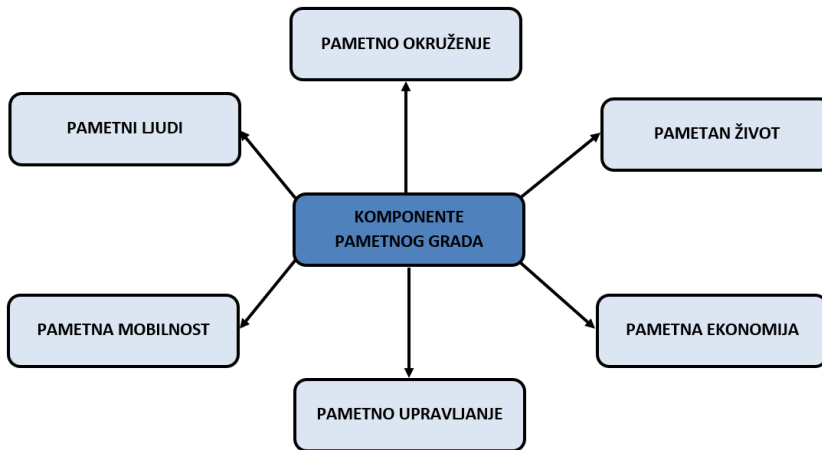 PAMETNO OKRUŽENJE
PAMETNI LJUDI
PAMETAN ŽIVOT
KOMPONENTE
PAMETNOG GRADA
PAMETNA MOBILNOST
PAMETNA EKONOMIJA
PAMETNO UPRAVLJANJE